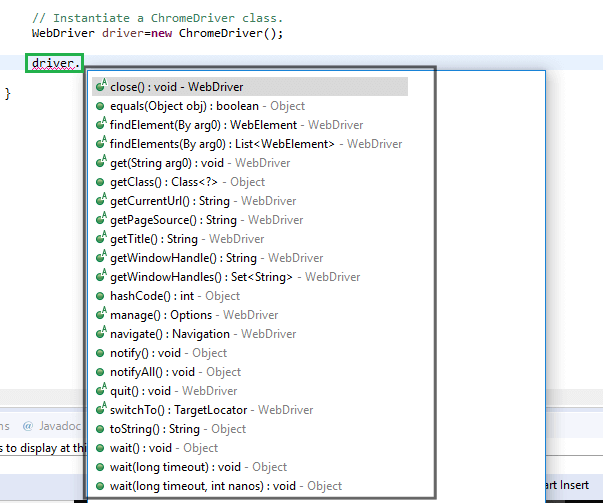 // Instantiate a ChromeDriver class.
WebDriver driver=new ChromeDriver();
driver.
}
close() : void - WebDriver
equals(Object obj) : boolean - Object
findElement(By arg0) : WebElement - WebDriver
findElements(By arg0) : List<WebElement> - WebDriver
get(String arg0) : void - WebDriver
getClass() : Class<?> - Object
getCurrentUrl() : String - WebDriver
getPageSource() : String - WebDriver
getTitle() : String - WebDriver
getWindowHandle() : String - WebDriver
getWindowHandles() : Set<String> - WebDriver
hashCode() : int - Object
manage() : Options - WebDriver
navigate() : Navigation - WebDriver
notify() : void - Object
notifyAll() : void - Object
quit() : void - WebDriver
switchTo() : TargetLocator - WebDriver
toString() : String - Object
wait() : void - Object
wait(long timeout) : void - Object
wait(long timeout, int nanos) : void - Object
ns @ Javadoc
s to display at thi
art Insert